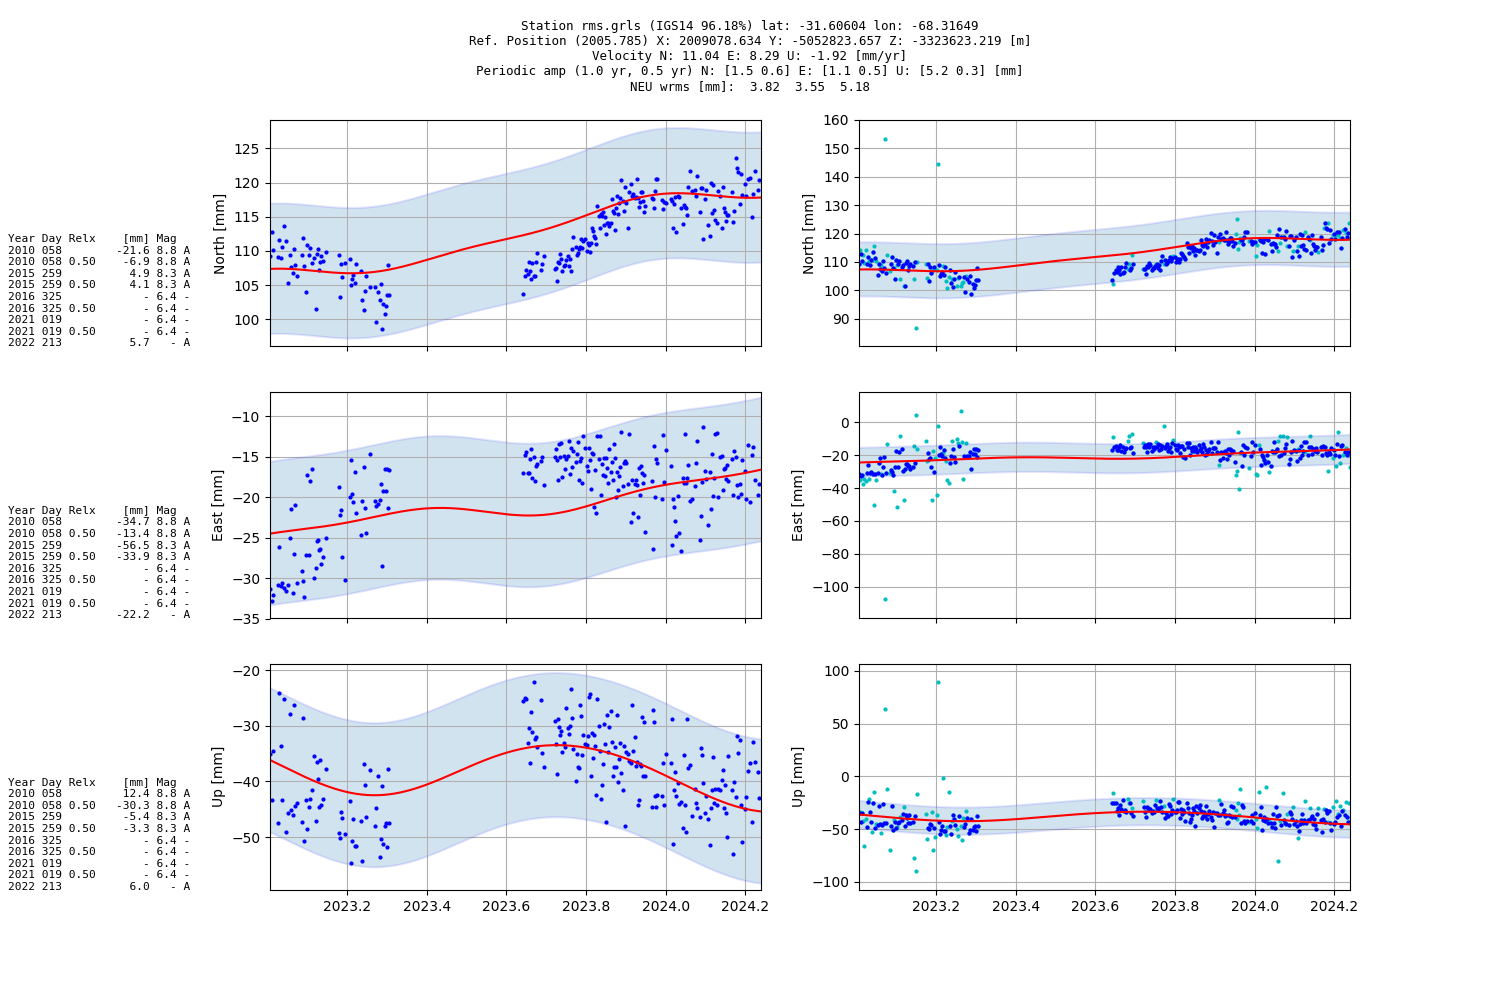 Station rms.grls (IGS14 96.18%) lat: -31.60604 lon: -68.31649
Ref. Position (2005.785) X: 2009078.634 Y: -5052823.657 Z: -3323623.219 [m]
Velocity N: 11.04 E: 8.29 U: -1.92 [mm/yr]
Periodic amp (1.0 yr, 0.5 yr) N: [1.5 0.6] E: [1.1 0.5] U: [5.2 0.3] [mm]
NEU wrms [mm]: 3.82 3.55 5.18
Year Day Relx [mm] Mag
2010 058 -21.6 8.8 A
2010 058 0.50 -6.9 8.8 A
2015 259 4.9 8.3 A
2015 259 0.50 4.1 8.3 A
2016 325 - 6.4 -
2016 325 0.50 - 6.4 -
2021 019 - 6.4 -
2021 019 0.50 - 6.4 -
2022 213 5.7 - A
North [mm]
125
120
115
110
105
100
North [mm]
160
150
140
130
120
110
100
90
Year Day Relx [mm] Mag
2010 058 -34.7 8.8 A
2010 058 0.50 -13.4 8.8 A
2015 259 -56.5 8.3 A
2015 259 0.50 -33.9 8.3 A
2016 325 - 6.4 -
2016 325 0.50 - 6.4 -
2021 019 - 6.4 -
2021 019 0.50 - 6.4 -
2022 213 -22.2 - A
East [mm]
−10
−15
−20
−25
−30
−35
East [mm]
0
−20
−40
−60
−80
−100
Year Day Relx [mm] Mag
2010 058 12.4 8.8 A
2010 058 0.50 -30.3 8.8 A
2015 259 -5.4 8.3 A
2015 259 0.50 -3.3 8.3 A
2016 325 - 6.4 -
2016 325 0.50 - 6.4 -
2021 019 - 6.4 -
2021 019 0.50 - 6.4 -
2022 213 6.0 - A
Up [mm]
−20
−30
−40
−50
2023.2 2023.4 2023.6 2023.8 2024.0 2024.2
Up [mm]
100
50
0
−50
−100
2023.2 2023.4 2023.6 2023.8 2024.0 2024.2